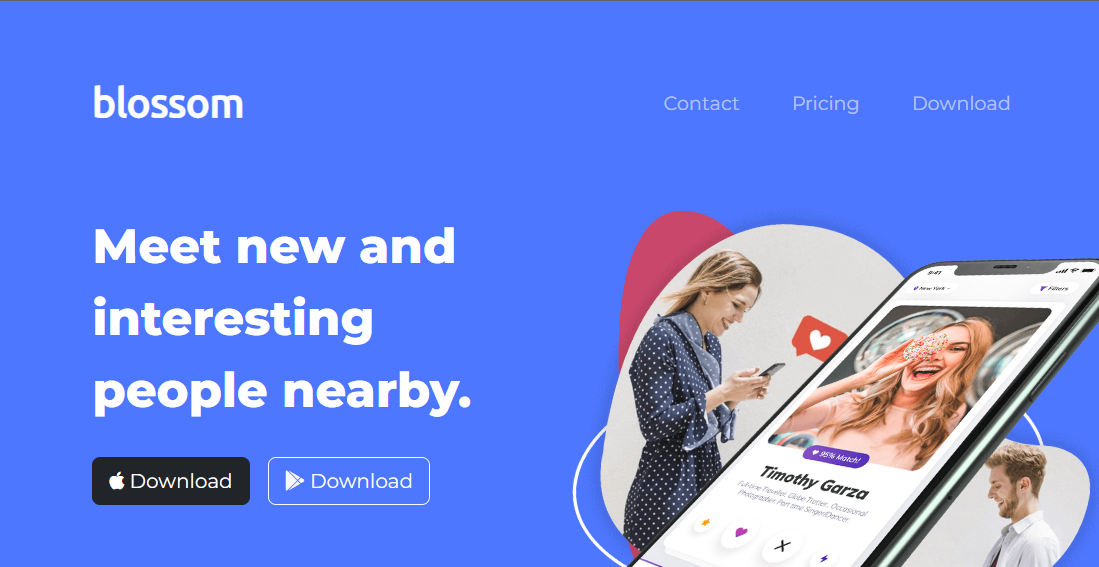 blossom
Contact Pricing Download
Meet new and
interesting
people nearby.
Download Download
9:41
New York
Filters
95% Match!
Timothy Garza
Full-time Traveller, Globe Trotter, Occasional
Photographer, Part time Singer/Dancer.